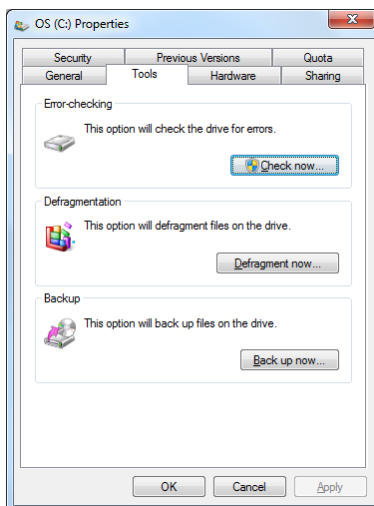 OS (C:) Properties
Security Previous Versions Quota
General Tools Hardware Sharing
Error-checking
This option will check the drive for errors.
Check now...
Defragmentation
This option will defragment files on the drive.
Defragment now...
Backup
This option will back up files on the drive.
Back up now...
OK Cancel Apply